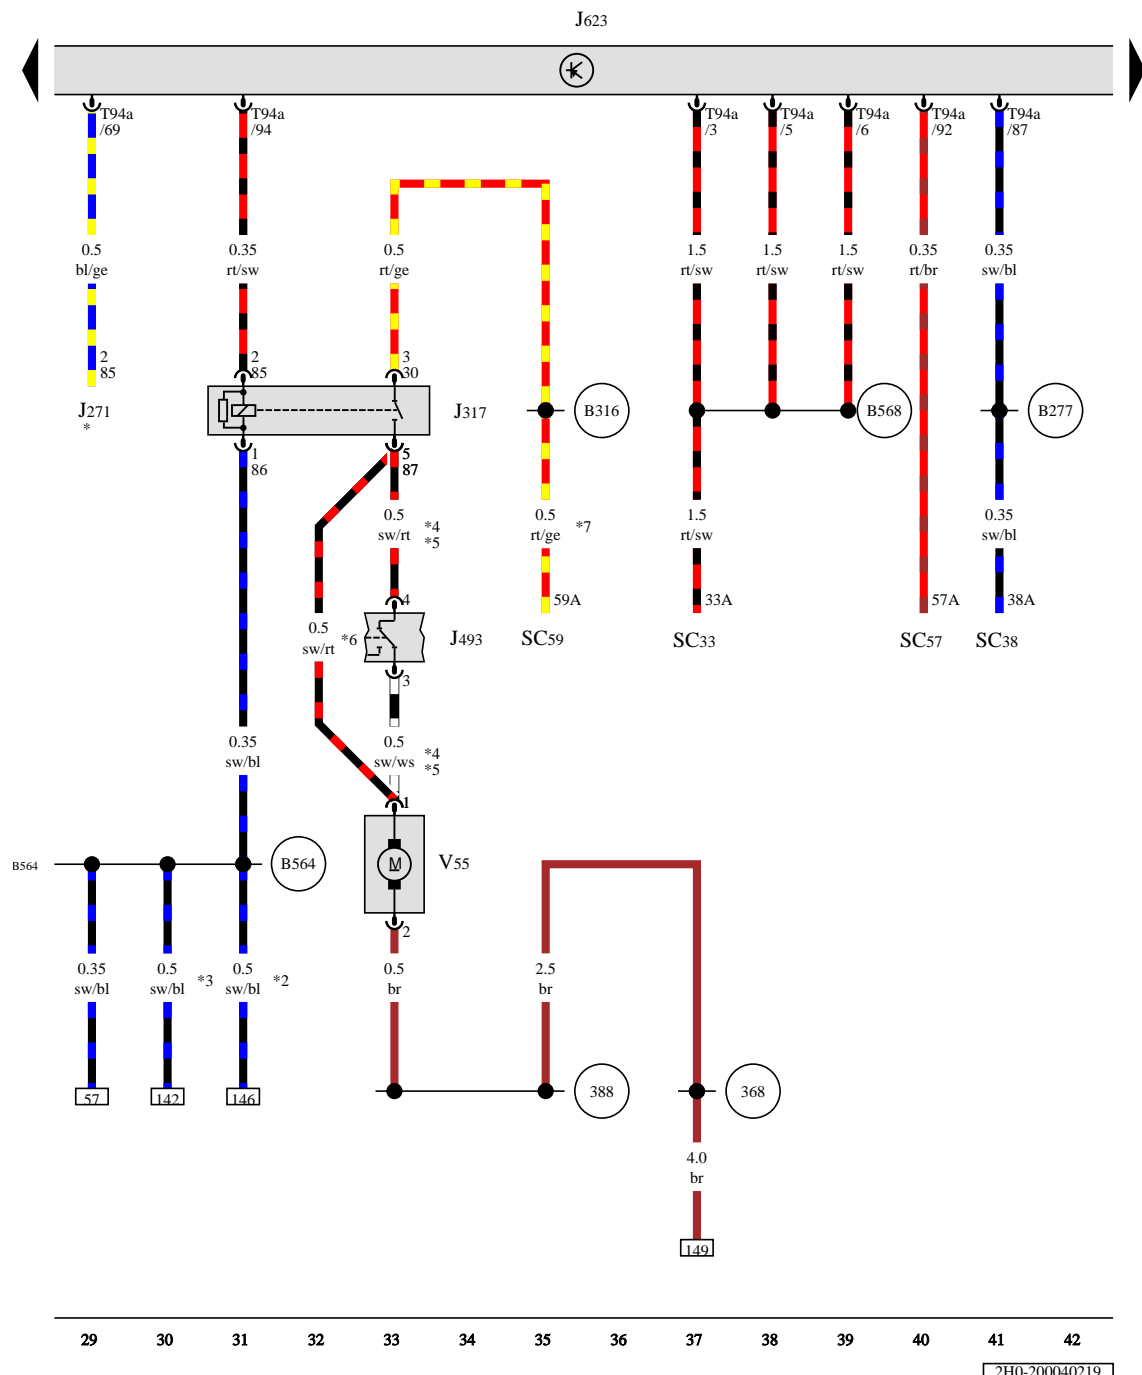 J623
T94a /69
T94a /94
T94a /3
T94a /5
T94a /6
T94a /92
T94a /87
0.5 bl/ge
0.35 rt/sw
0.5 rt/ge
1.5 rt/sw
1.5 rt/sw
1.5 rt/sw
0.35 rt/br
0.35 sw/bl
2 85
2 85
3 30
J271 *
J317
B316
B568
B277
1 86
5 87
0.5 sw/rt *4 *5
0.5 rt/ge *7
1.5 rt/sw
0.35 sw/bl
4
59A
33A
57A
38A
0.5 sw/rt *6
J493
SC59
SC33
SC57
SC38
3
0.35 sw/bl
0.5 sw/ws *4 *5
1
B564
B564
M
V55
2
0.35 sw/bl
0.5 sw/bl *3
0.5 sw/bl *2
0.5 br
2.5 br
57
142
146
388
368
4.0 br
149
29 30 31 32 33 34 35 36 37 38 39 40 41 42
2H0-200040219